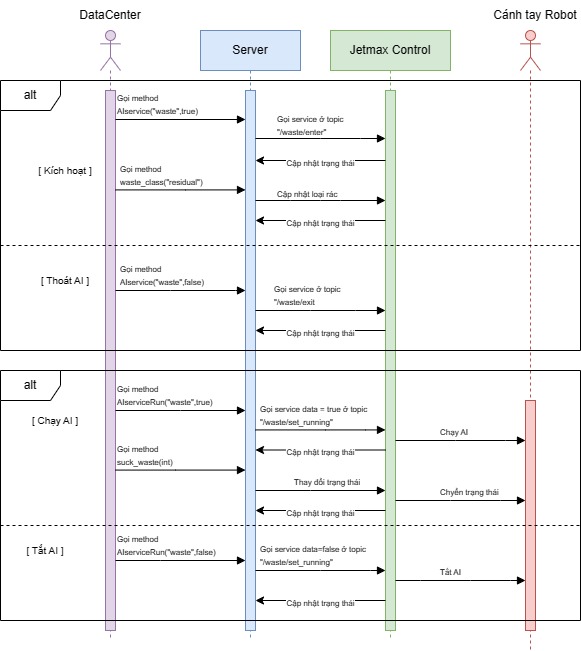 DataCenter
Cánh tay Robot
Server
Jetmax Control
alt
Gọi method
AIservice("waste",true)
Gọi service ở topic
"/waste/enter"
Cập nhật trạng thái
[ Kích hoạt ]
Gọi method
waste_class("residual")
Cập nhật loại rác
Cập nhật trạng thái
[ Thoát AI ]
Gọi method
AIservice("waste",false)
Gọi service ở topic
"/waste/exit
Cập nhật trạng thái
alt
Gọi method
AIserviceRun("waste",true)
[ Chạy AI ]
Gọi service data = true ở topic
"/waste/set_running"
Chạy AI
Cập nhật trạng thái
Gọi method
suck_waste(int)
Thay dổi trạng thái
Chyển trạng thái
Cập nhật trạng thái
[ Tắt AI ]
Gọi method
AIserviceRun("waste",false)
Gọi service data=false ở topic
"/waste/set_running"
Tắt AI
Cập nhật trạng thái